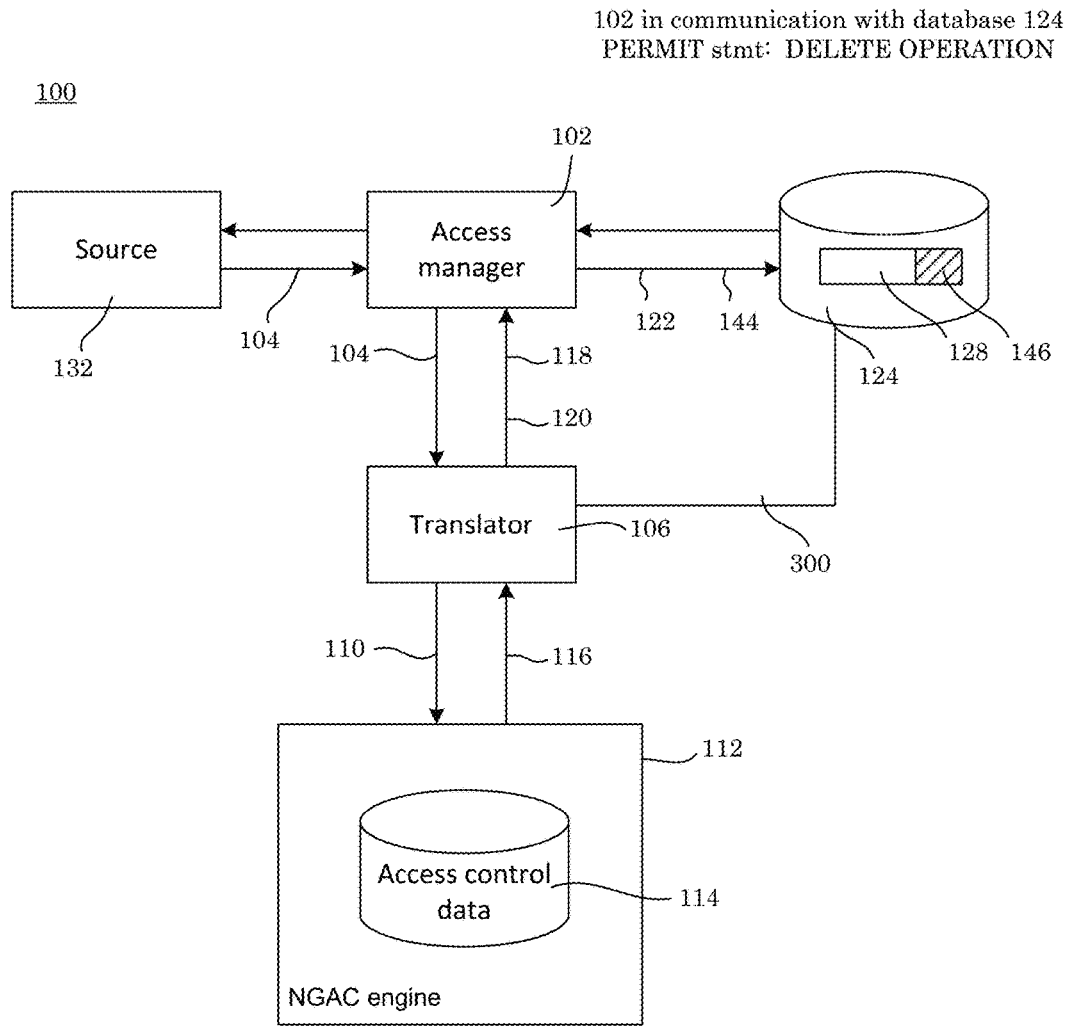 102 in communication with database 124
PERMIT stmt: DELETE OPERATION
100
102
Source
Access
manager
104
122
144
128
146
132
124
104
118
120
Translator
106
300
110
116
112
Access control
data
114
NGAC engine